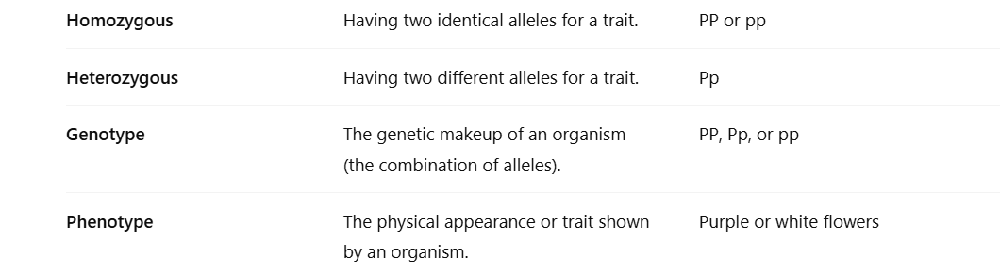 Homozygous Having two identical alleles for a trait. PP or pp
Heterozygous Having two different alleles for a trait. Pp
Genotype The genetic makeup of an organism PP, Pp, or pp
(the combination of alleles).
Phenotype The physical appearance or trait shown Purple or white flowers
by an organism.